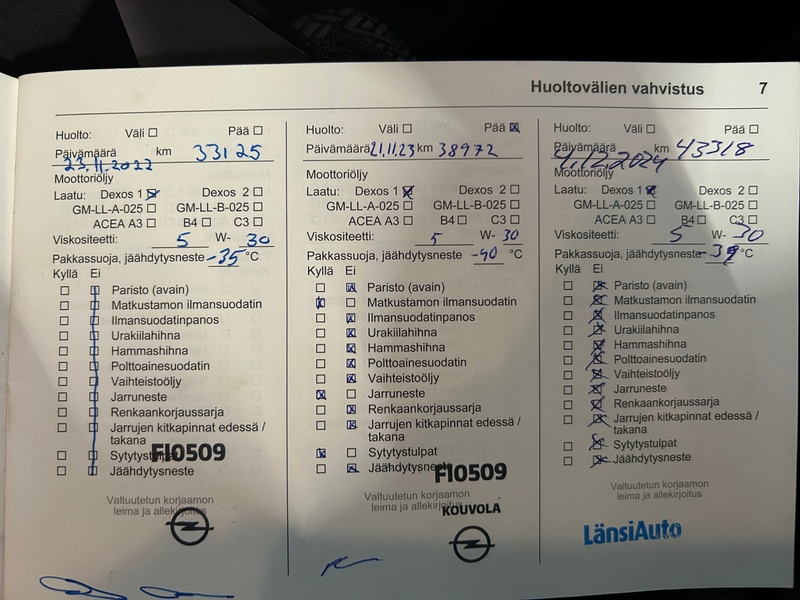 Huoltovälien vahvistus 7
Huolto: Väli ☐ Pää ☐
Päivämäärä km 33125
23.11.2022
Moottoriöljy
Laatu: Dexos 1 ☒ Dexos 2 ☐
GM-LL-A-025 ☐ GM-LL-B-025 ☐
ACEA A3 ☐ B4 ☐ C3 ☐
Viskositeetti: 5 W- 30
Pakkassuoja, jäähdytysneste -35 °C
Kyllä Ei
Paristo (avain)
Matkustamon ilmansuodatin
Ilmansuodatinpanos
Urakiilahihna
Hammashihna
Polttoainesuodatin
Vaihteistoöljy
Jarruneste
Renkaankorjaussarja
Jarrujen kitkapinnat edessä /
takana
Sytytystulpat
FI0509
Jäähdytysneste
Valtuutetun korjaamon
leima ja allekirjoitus
Huolto: Väli ☐ Pää ☒
Päivämäärä 21.11.23 km 38972
Moottoriöljy
Laatu: Dexos 1 ☒ Dexos 2 ☐
GM-LL-A-025 ☐ GM-LL-B-025 ☐
ACEA A3 ☐ B4 ☐ C3 ☐
Viskositeetti: 5 W- 30
Pakkassuoja, jäähdytysneste -40 °C
Kyllä Ei
Paristo (avain)
Matkustamon ilmansuodatin
Ilmansuodatinpanos
Urakiilahihna
Hammashihna
Polttoainesuodatin
Vaihteistoöljy
Jarruneste
Renkaankorjaussarja
Jarrujen kitkapinnat edessä /
takana
Sytytystulpat
Jäähdytysneste
FI0509
Valtuutetun korjaamon
leima ja allekirjoitus
KOUVOLA
Huolto: Väli ☐ Pää ☐
Päivämäärä km 43318
4.12.2024
Moottoriöljy
Laatu: Dexos 1 ☒ Dexos 2 ☐
GM-LL-A-025 ☐ GM-LL-B-025 ☐
ACEA A3 ☐ B4 ☐ C3 ☐
Viskositeetti: 5 W- 30
Pakkassuoja, jäähdytysneste -39 °C
Kyllä Ei
Paristo (avain)
Matkustamon ilmansuodatin
Ilmansuodatinpanos
Urakiilahihna
Hammashihna
Polttoainesuodatin
Vaihteistoöljy
Jarruneste
Renkaankorjaussarja
Jarrujen kitkapinnat edessä /
takana
Sytytystulpat
Jäähdytysneste
Valtuutetun korjaamon
leima ja allekirjoitus
LänsiAuto